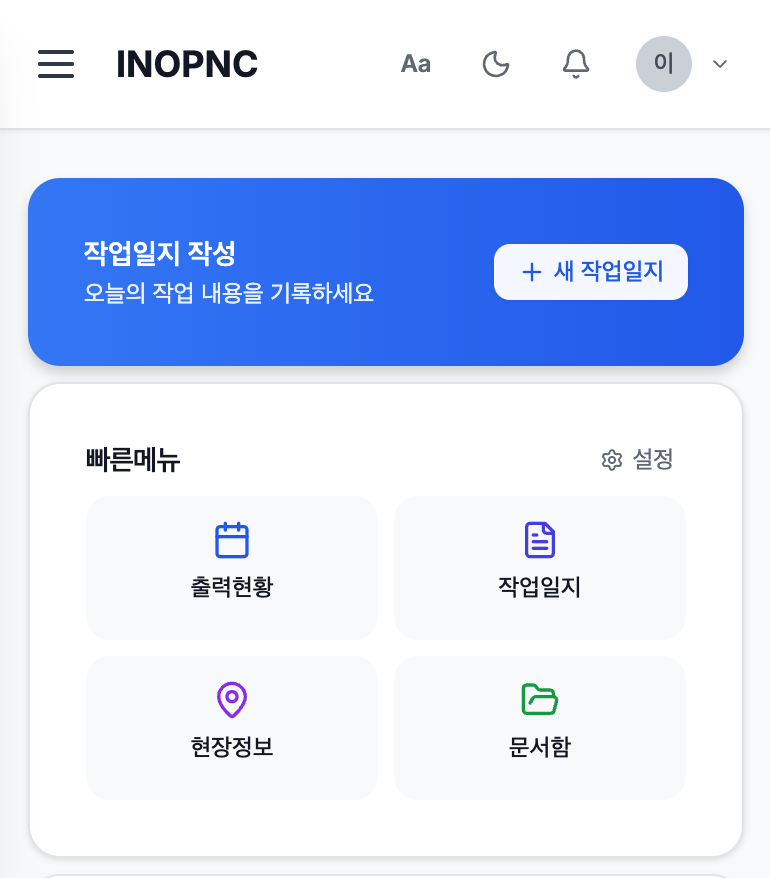 INOPNC
Aa
이
작업일지 작성
오늘의 작업 내용을 기록하세요
새 작업일지
빠른메뉴
설정
출력현황
작업일지
현장정보
문서함